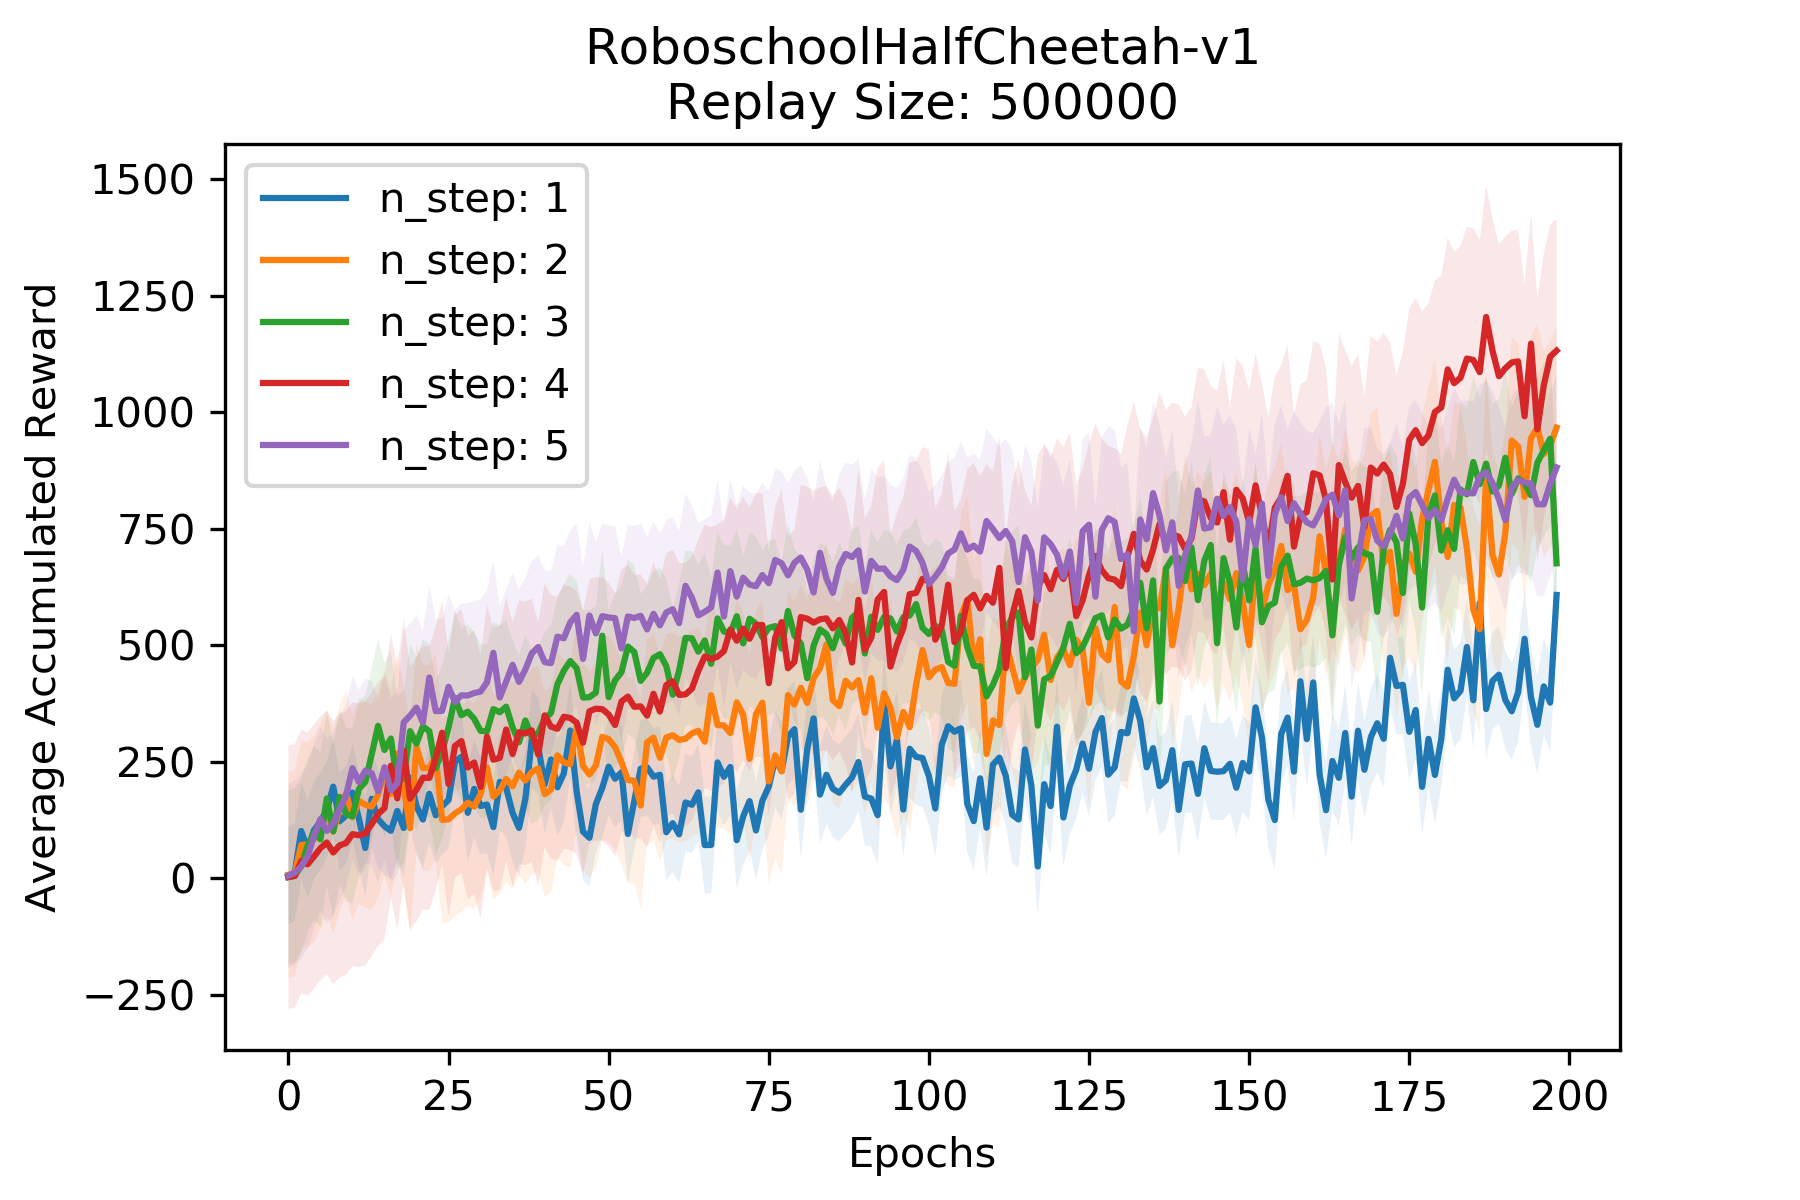 RoboschoolHalfCheetah-v1
Replay Size: 500000
1500
1250
1000
750
500
250
0
−250
Average Accumulated Reward
n_step: 1
n_step: 2
n_step: 3
n_step: 4
n_step: 5
0 25 50 75 100 125 150 175 200
Epochs